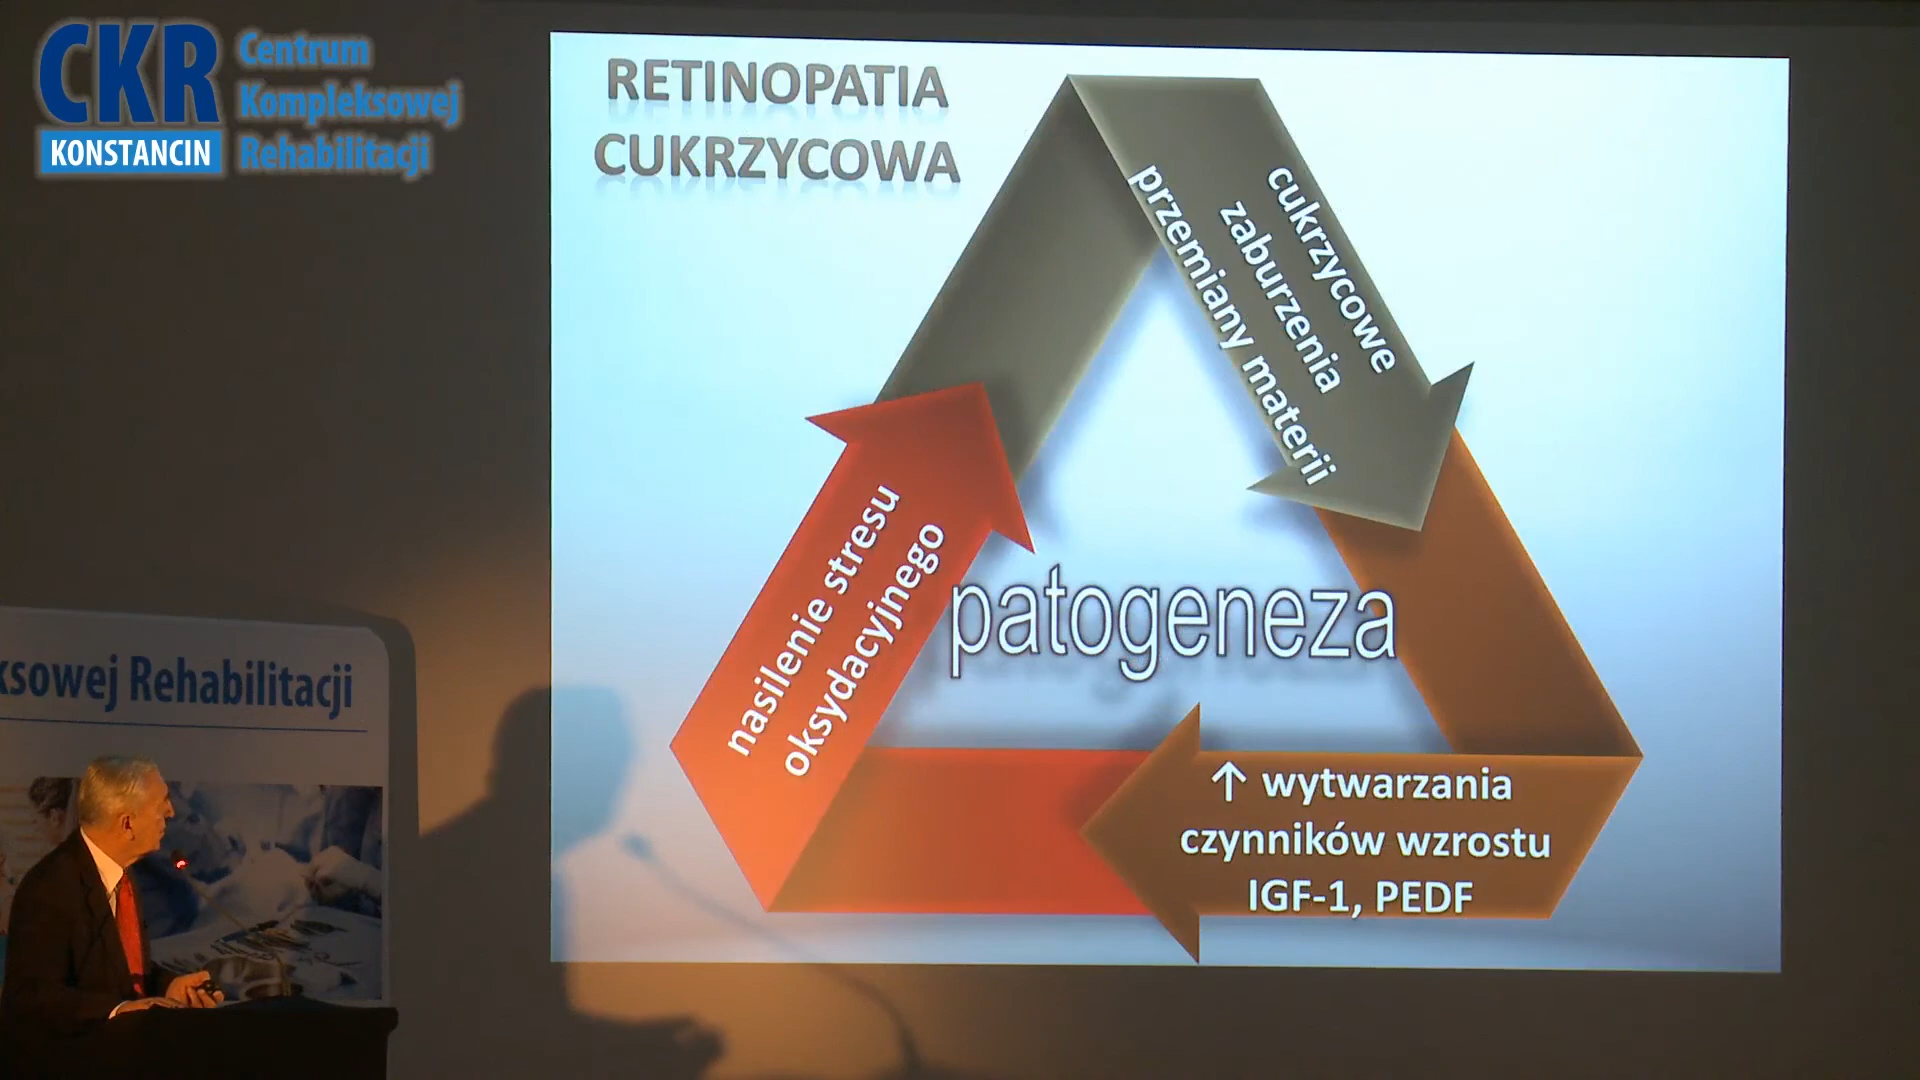 CKR
KONSTANCIN
Centrum
Kompleksowej
Rehabilitacji
RETINOPATIA
CUKRZYCOWA
cukrzycowe
zaburzenia
przemiany materii
nasilenie stresu
oksydacyjnego
patogeneza
↑ wytwarzania
czynników wzrostu
IGF-1, PEDF
ksowej Rehabilitacji